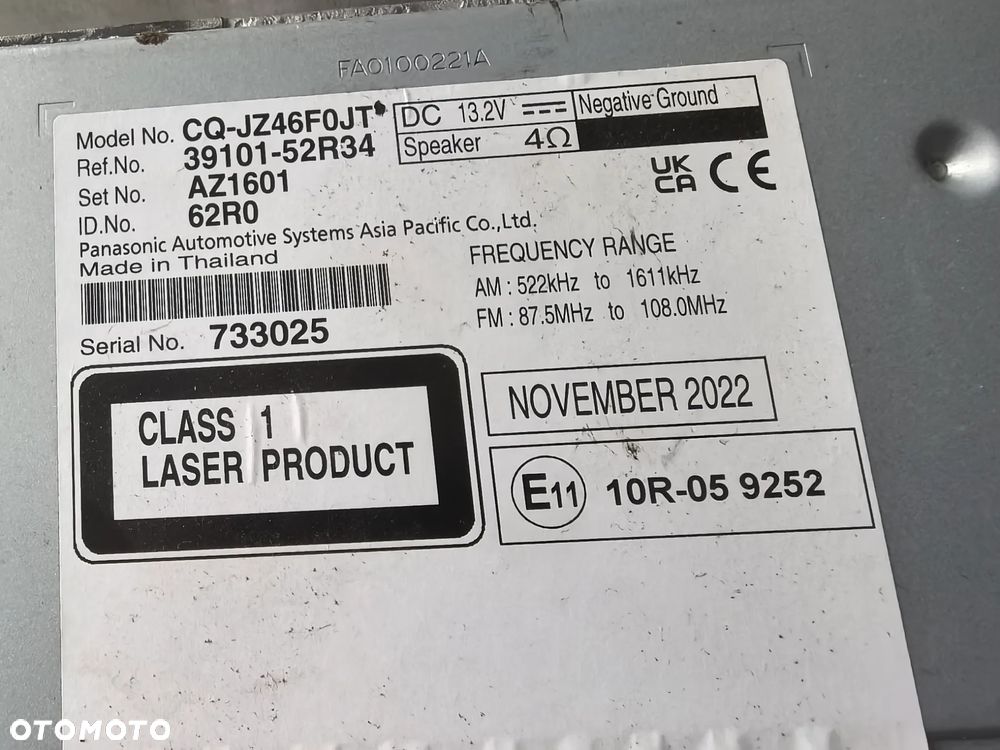 FA0100221A
Model No. CQ-JZ46F0JT
Ref.No. 39101-52R34
Set No. AZ1601
ID.No. 62R0
DC 13.2V Negative Ground
Speaker 4Ω
UK
CA CE
Panasonic Automotive Systems Asia Pacific Co.,Ltd.
Made in Thailand
Serial No. 733025
FREQUENCY RANGE
AM : 522kHz to 1611kHz
FM : 87.5MHz to 108.0MHz
CLASS 1
LASER PRODUCT
NOVEMBER 2022
E11 10R-05 9252
OTOMOTO